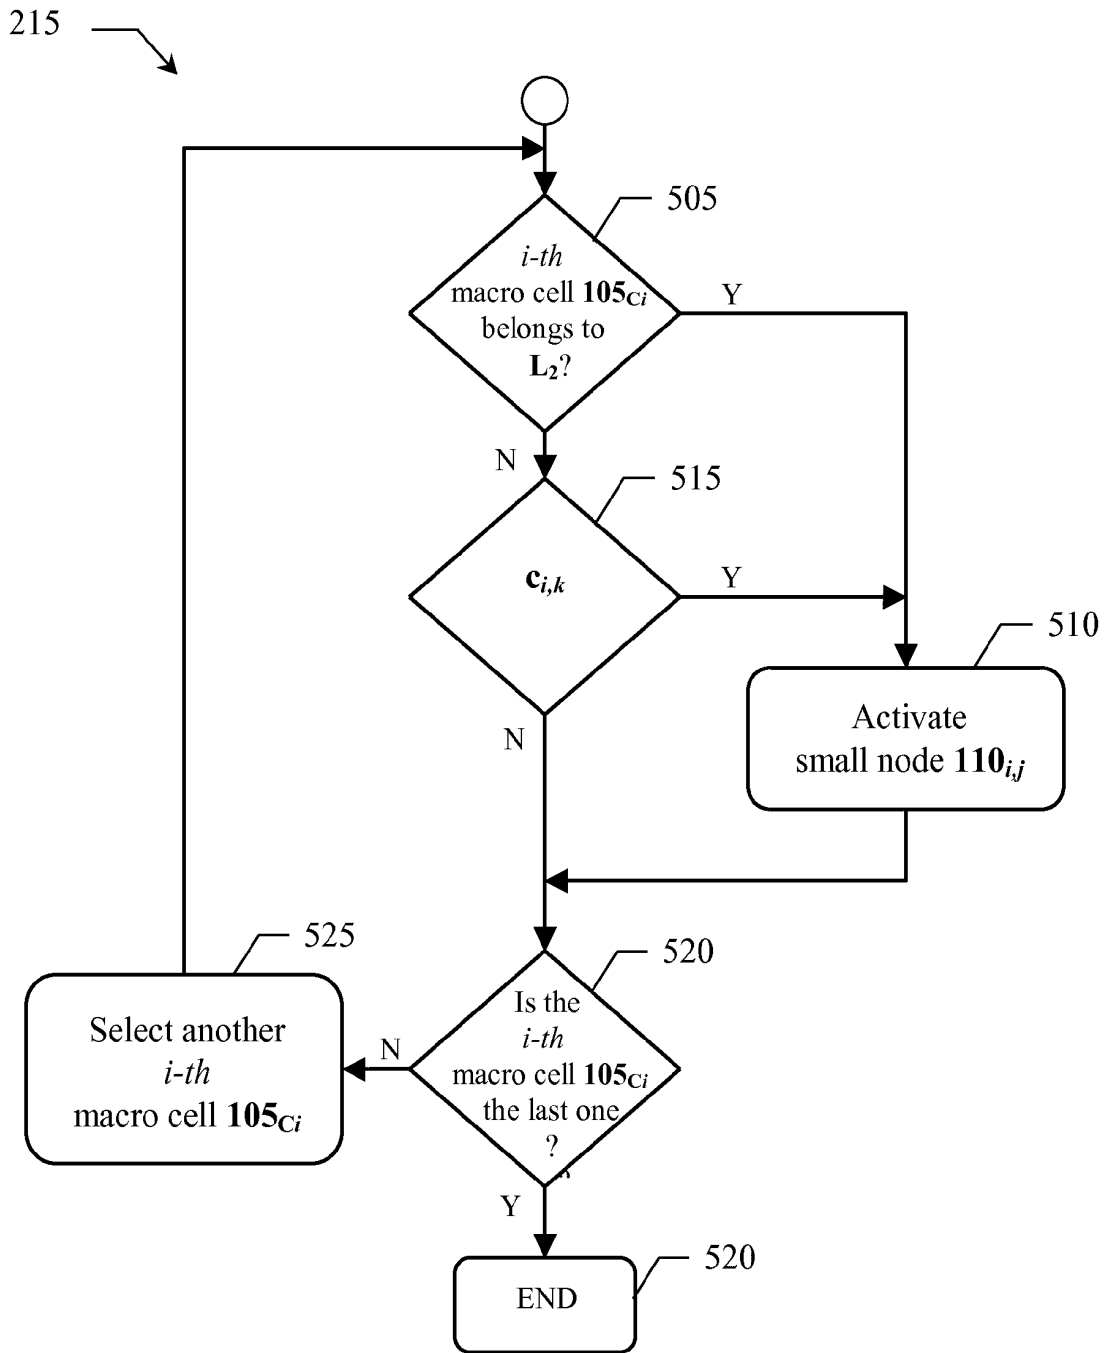 215
505
i-th
macro cell 105Ci
belongs to
L2?
Y
N
515
ci,k
Y
510
N
Activate
small node 110i,j
525
520
Select another
i-th
macro cell 105Ci
N
Is the
i-th
macro cell 105Ci
the last one
?
Y
520
END